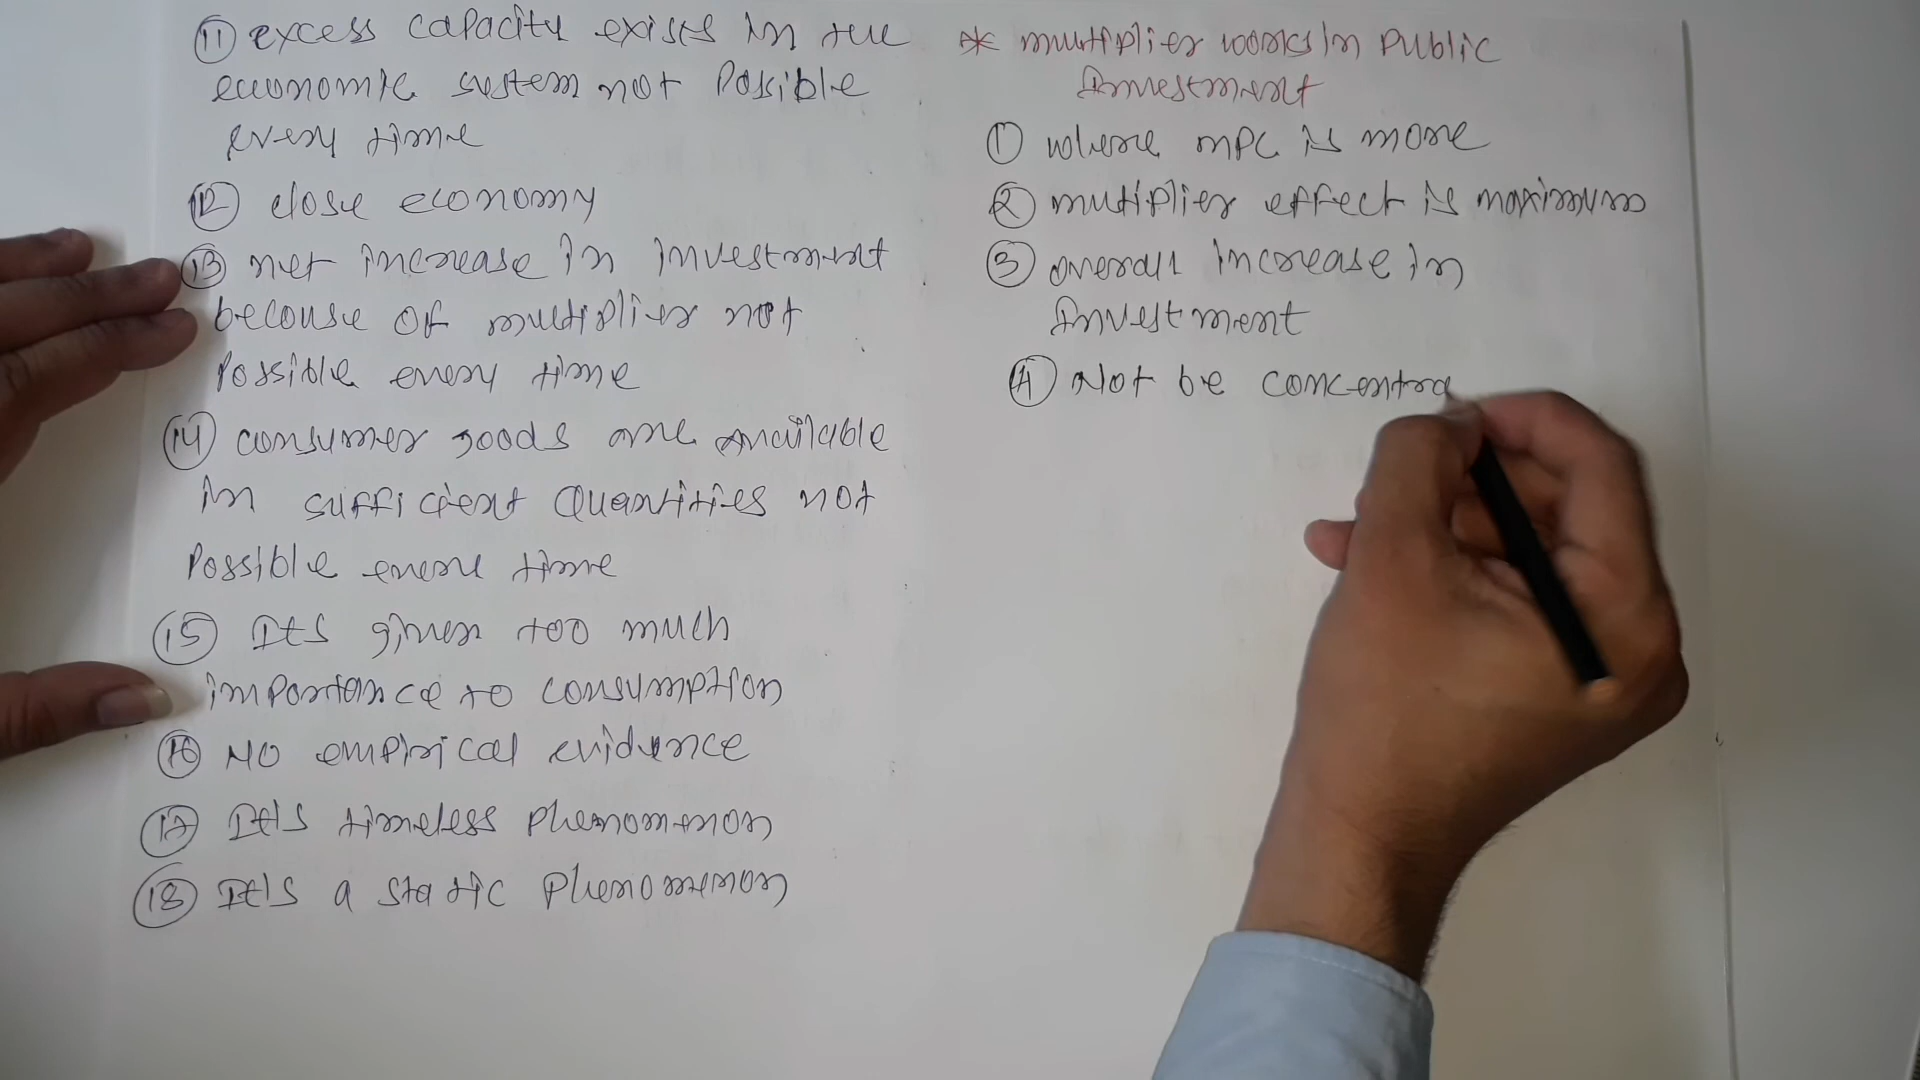 11 excess capacity exists in the
economic system not Possible
every time
12 close economy
13 net increase in investment
because of multiplier not
Possible every time
14 consumer goods are available
in sufficient Quantities not
Possible every time
15 Its given too much
importance to consumption
16 No empirical evidence
17 It's timeless phenomenon
18 It's a static Phenomenon
* multiplier works in Public
Investment
1 where mpc is more
2 mutiplier effect is maximum
3 overall increase in
Investment
4 Not be concentra